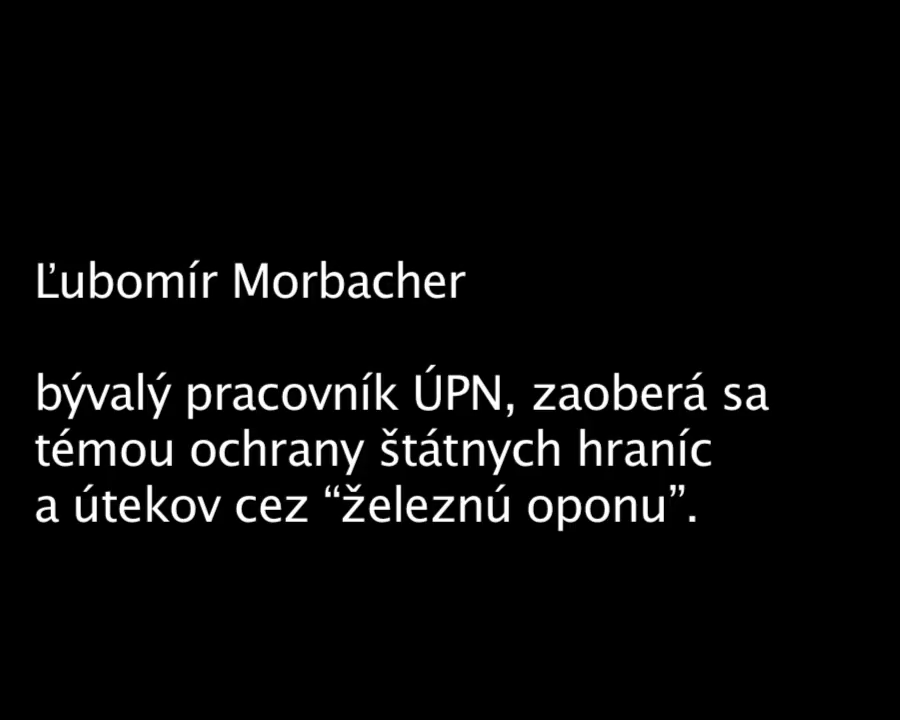 Ľubomír Morbacher
bývalý pracovník ÚPN, zaoberá sa
témou ochrany štátnych hraníc
a útekov cez “železnú oponu”.